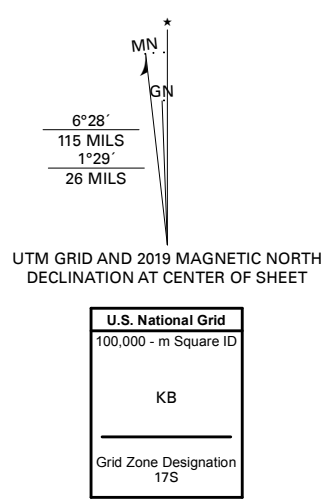 MN
GN
6°28´
115 MILS
1°29´
26 MILS
UTM GRID AND 2019 MAGNETIC NORTH
DECLINATION AT CENTER OF SHEET
U.S. National Grid
100,000 - m Square ID
KB
Grid Zone Designation
17S